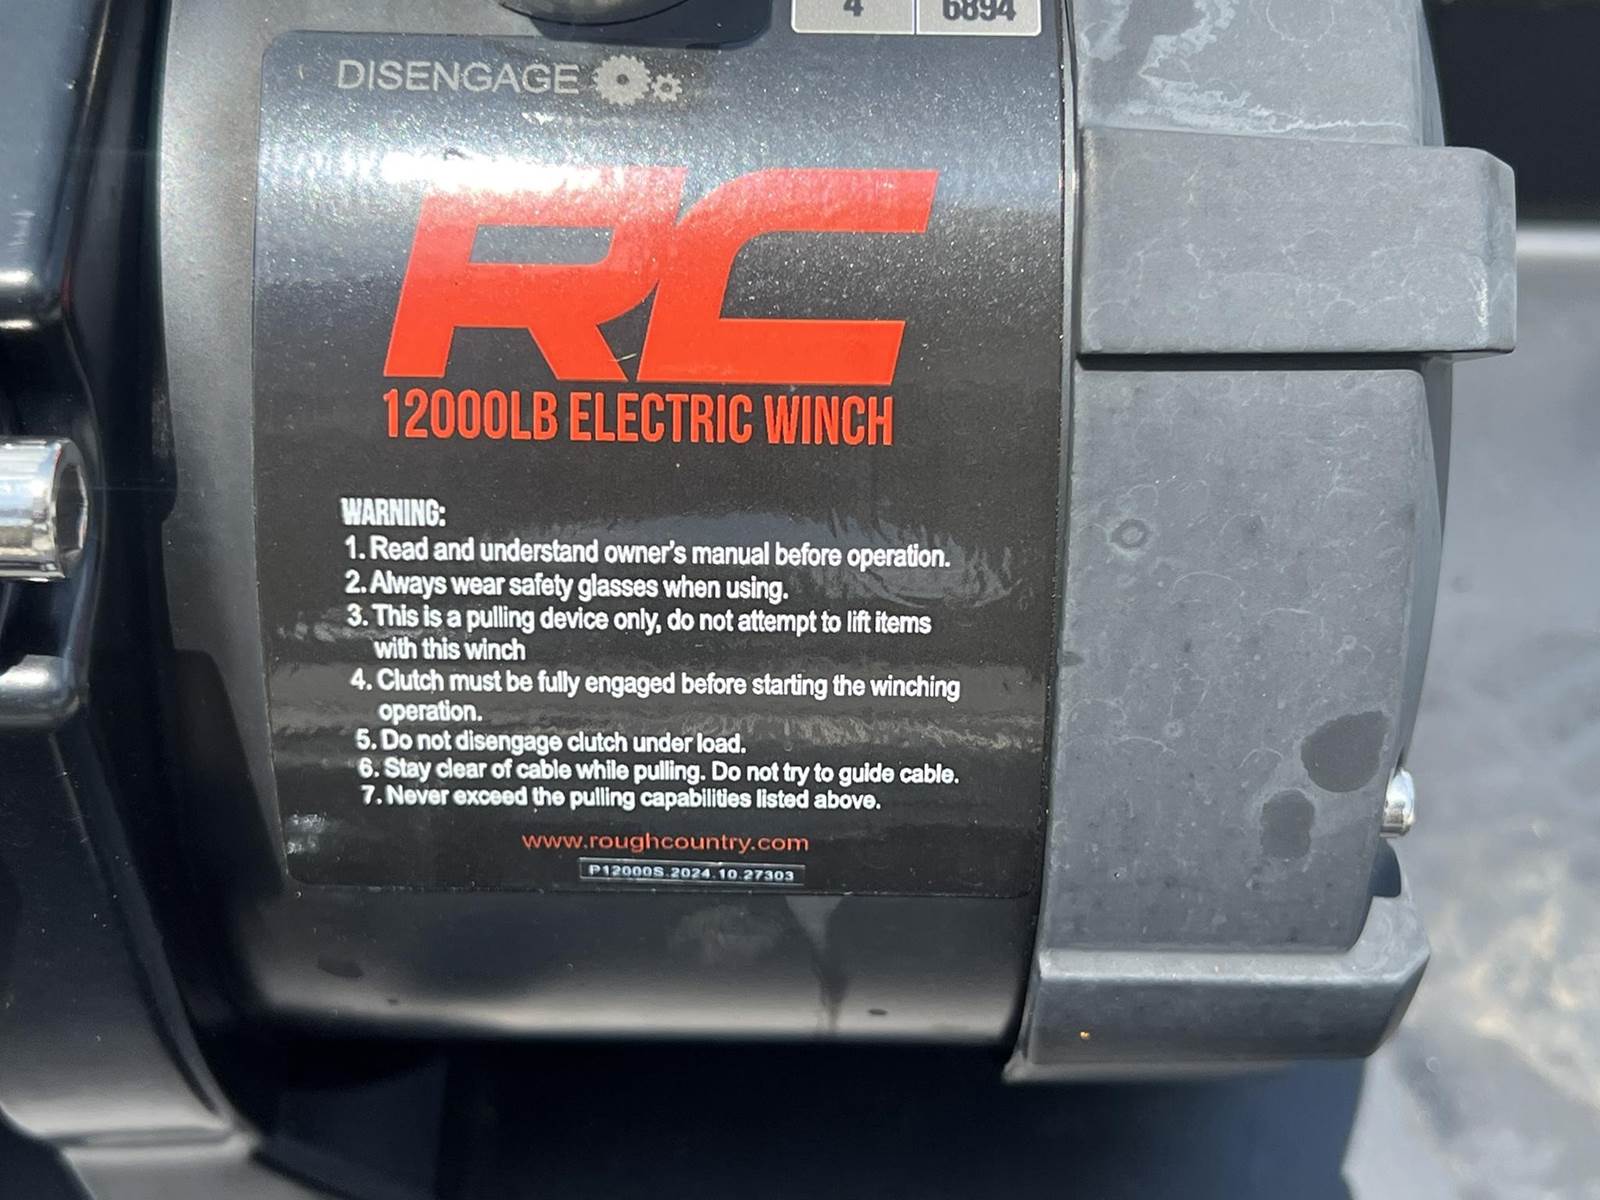 4 6894
DISENGAGE
RC
12000LB ELECTRIC WINCH
WARNING:
1. Read and understand owner's manual before operation.
2. Always wear safety glasses when using.
3. This is a pulling device only, do not attempt to lift items
with this winch
4. Clutch must be fully engaged before starting the winching
operation.
5. Do not disengage clutch under load.
6. Stay clear of cable while pulling. Do not try to guide cable.
7. Never exceed the pulling capabilities listed above.
www.roughcountry.com
P12000S.2024.10.27303